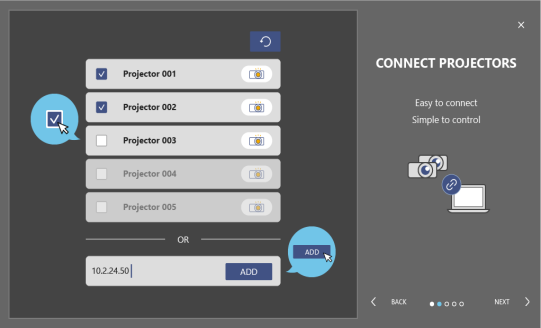 Projector 001
Projector 002
Projector 003
Projector 004
Projector 005
OR
10.2.24.50
ADD
ADD
CONNECT PROJECTORS
Easy to connect
Simple to control
BACK
NEXT